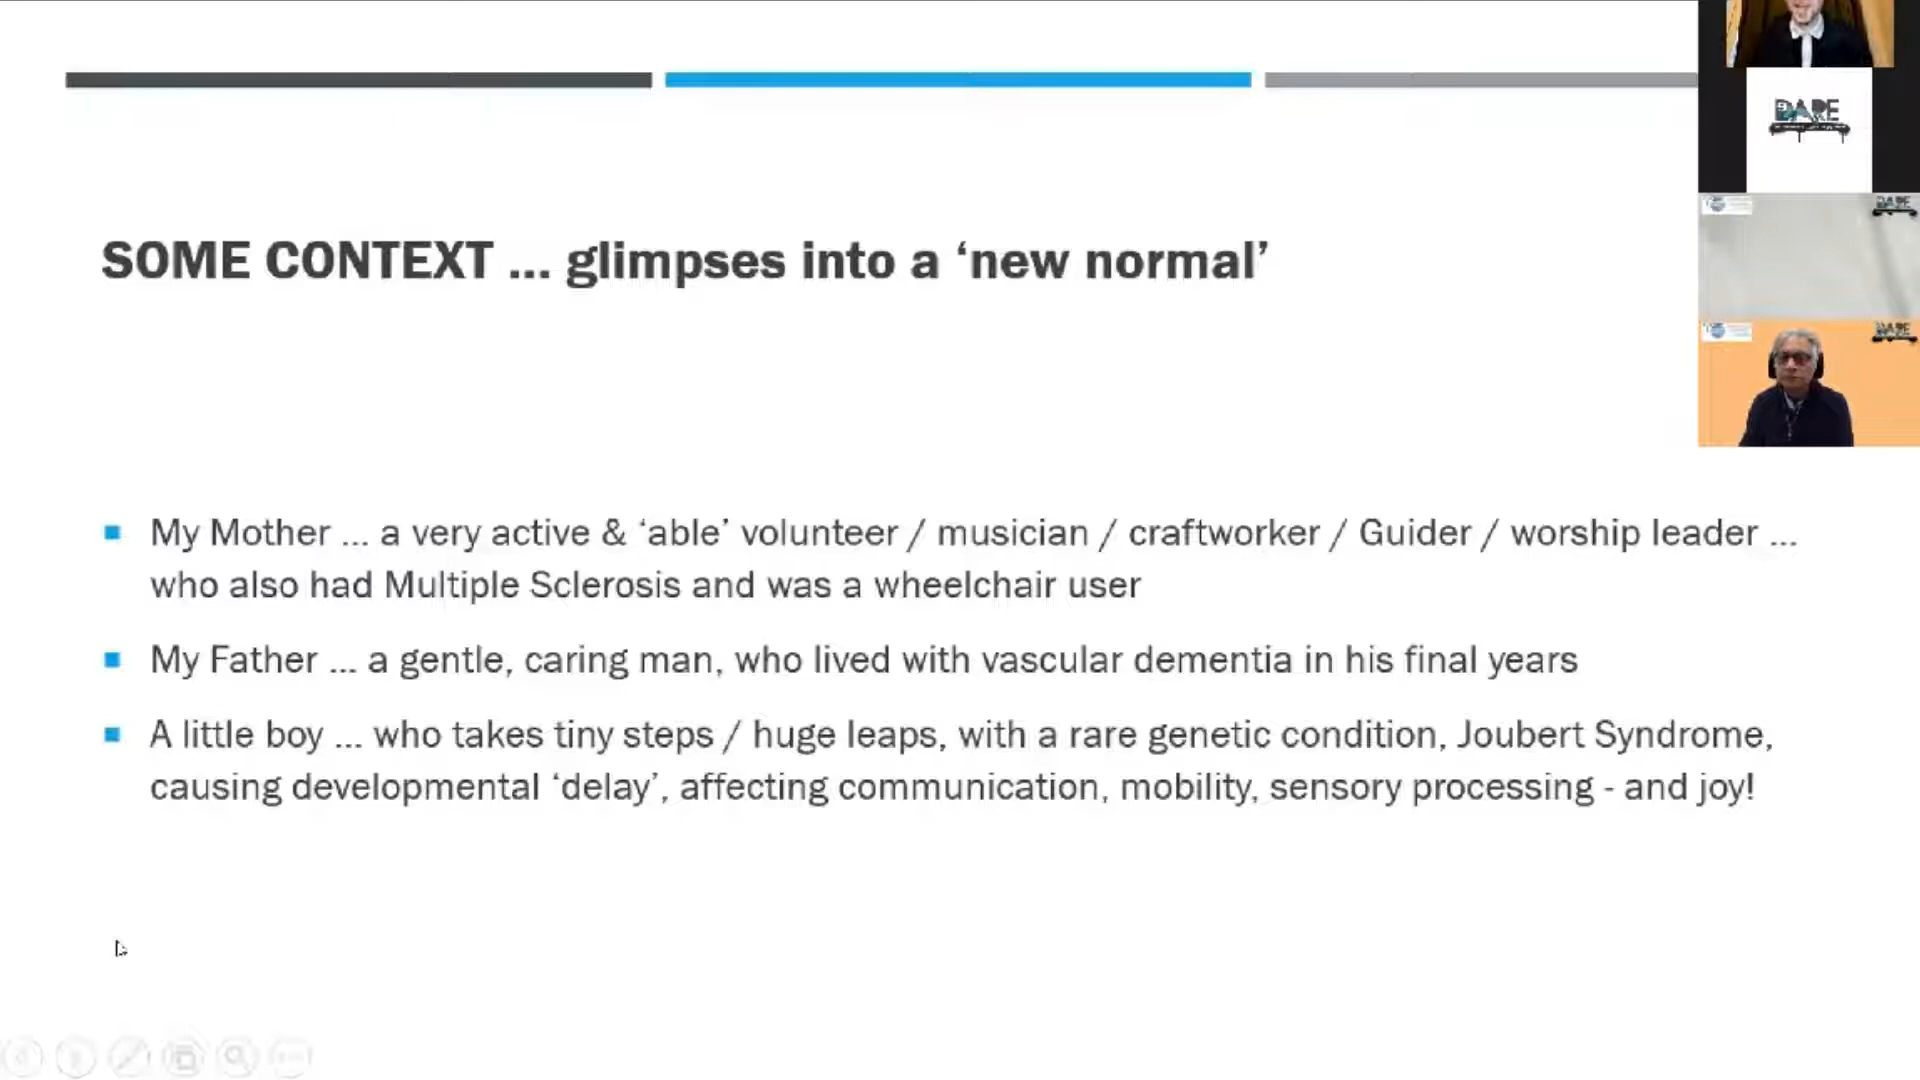 SOME CONTEXT ... glimpses into a ‘new normal’
My Mother ... a very active & ‘able’ volunteer / musician / craftworker / Guider / worship leader ...
who also had Multiple Sclerosis and was a wheelchair user
My Father ... a gentle, caring man, who lived with vascular dementia in his final years
A little boy ... who takes tiny steps / huge leaps, with a rare genetic condition, Joubert Syndrome,
causing developmental ‘delay’, affecting communication, mobility, sensory processing - and joy!
DARE
DARE
DARE